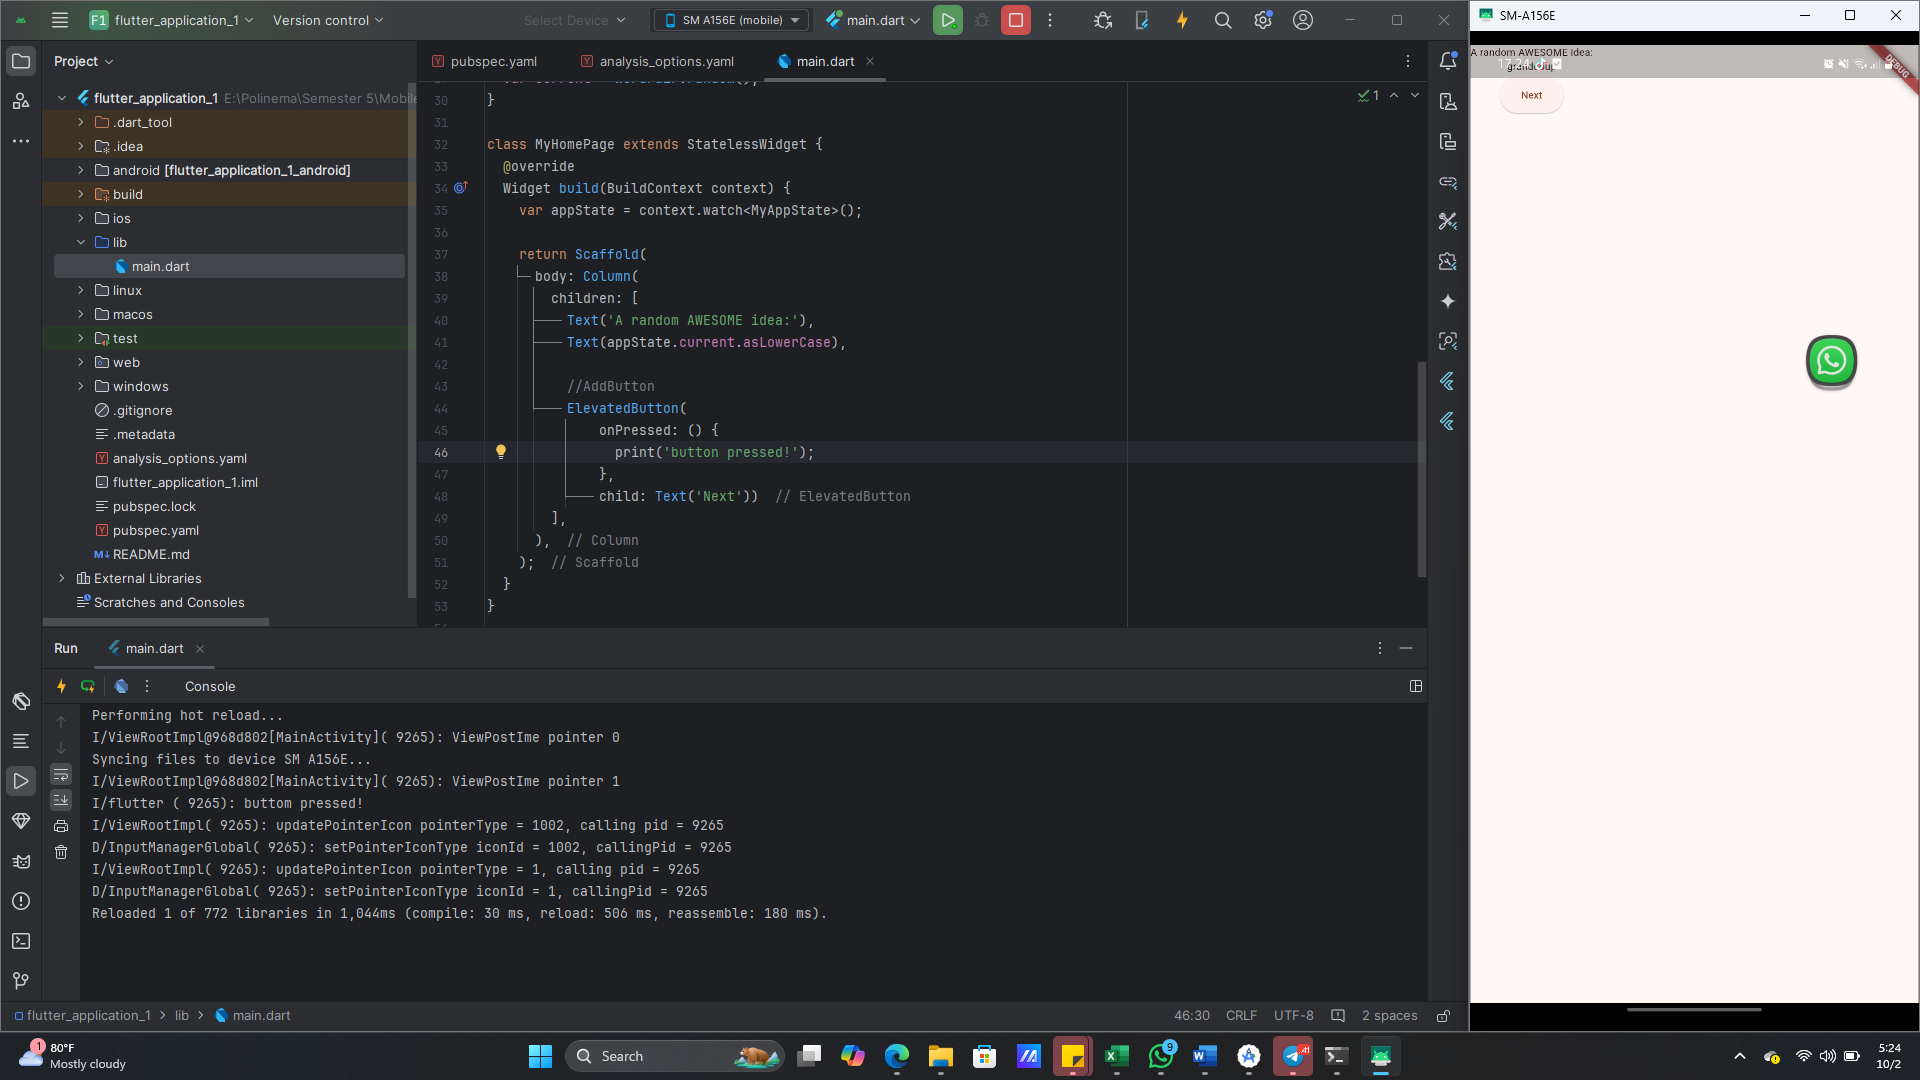 F1 flutter_application_1 Version control Select Device SM A156E (mobile) main.dart
SM-A156E
Project
pubspec.yaml analysis_options.yaml main.dart
flutter_application_1 E:\Polinema\Semester 5\Mobile
.dart_tool
.idea
android [flutter_application_1_android]
build
ios
lib
main.dart
linux
macos
test
web
windows
.gitignore
.metadata
analysis_options.yaml
flutter_application_1.iml
pubspec.lock
pubspec.yaml
README.md
External Libraries
Scratches and Consoles
1
30 }
31
32 class MyHomePage extends StatelessWidget {
33 @override
34 Widget build(BuildContext context) {
35 var appState = context.watch<MyAppState>();
36
37 return Scaffold(
38 body: Column(
39 children: [
40 Text('A random AWESOME idea:'),
41 Text(appState.current.asLowerCase),
42
43 //AddButton
44 ElevatedButton(
45 onPressed: () {
46 print('button pressed!');
47 },
48 child: Text('Next')) // ElevatedButton
49 ],
50 ), // Column
51 ); // Scaffold
52 }
53 }
Run main.dart
Console
Performing hot reload...
I/ViewRootImpl@968d802[MainActivity]( 9265): ViewPostIme pointer 0
Syncing files to device SM A156E...
I/ViewRootImpl@968d802[MainActivity]( 9265): ViewPostIme pointer 1
I/flutter ( 9265): buttom pressed!
I/ViewRootImpl( 9265): updatePointerIcon pointerType = 1002, calling pid = 9265
D/InputManagerGlobal( 9265): setPointerIconType iconId = 1002, callingPid = 9265
I/ViewRootImpl( 9265): updatePointerIcon pointerType = 1, calling pid = 9265
D/InputManagerGlobal( 9265): setPointerIconType iconId = 1, callingPid = 9265
Reloaded 1 of 772 libraries in 1,044ms (compile: 30 ms, reload: 506 ms, reassemble: 180 ms).
flutter_application_1 > lib > main.dart
46:30 CRLF UTF-8 2 spaces
A random AWESOME idea:
17.24
DEBUG
Next
1
80°F
Mostly cloudy
Search
9
5:24
10/2